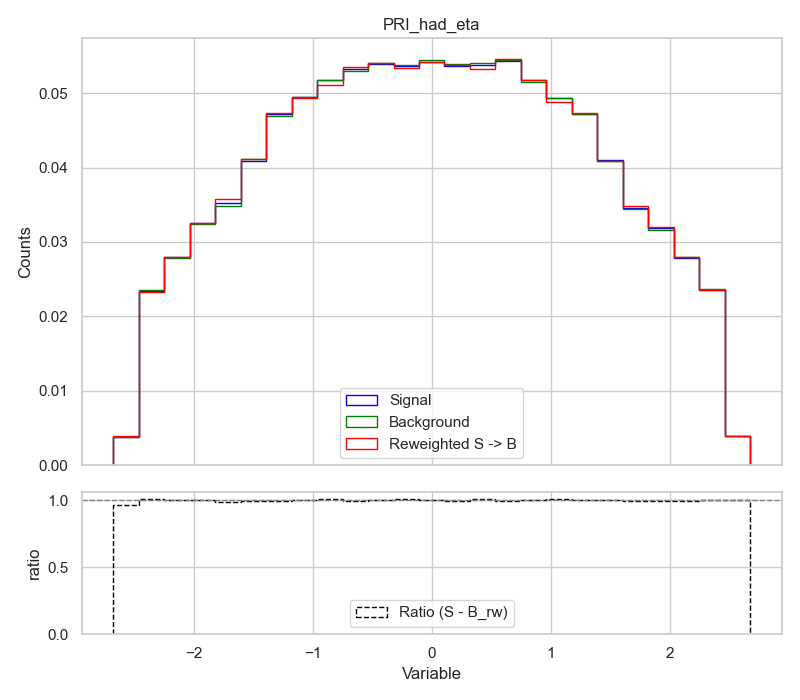 PRI_had_eta
0.05
0.04
0.03
0.02
0.01
0.00
Counts
Signal
Background
Reweighted S -> B
1.0
0.5
0.0
ratio
Ratio (S - B_rw)
−2
−1
0
1
2
Variable